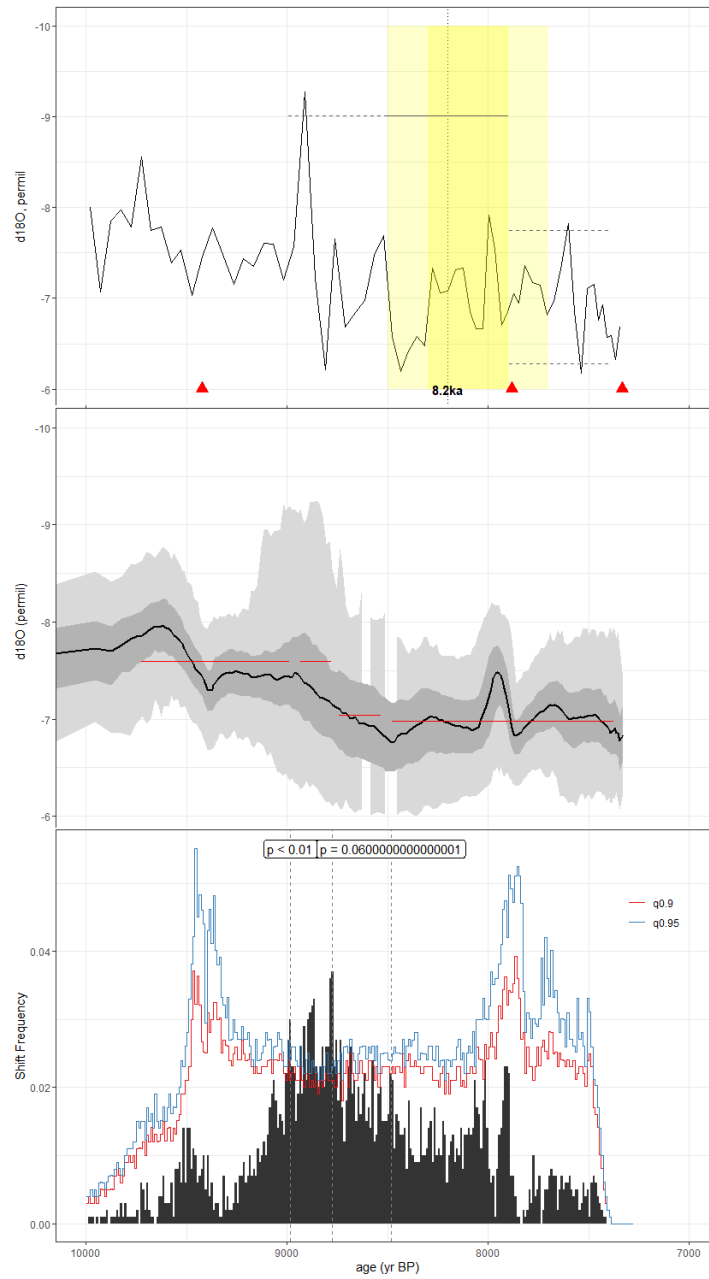 -10
-9
-8
-7
-6
d18O, permil
8.2ka
-10
-9
-8
-7
-6
d18O (permil)
p < 0.01
p = 0.0600000000000001
q0.9
q0.95
0.04
0.02
0.00
Shift Frequency
10000
9000
8000
7000
age (yr BP)